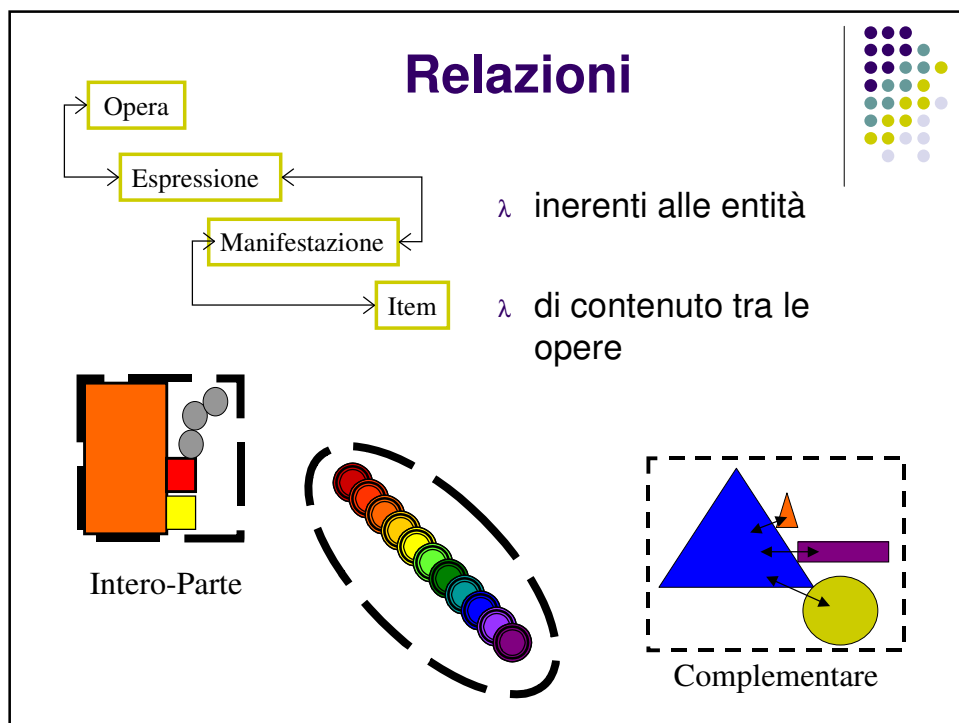 Relazioni
Opera
Espressione
Manifestazione
Item
λ inerenti alle entità
λ di contenuto tra le
opere
Intero-Parte
Complementare